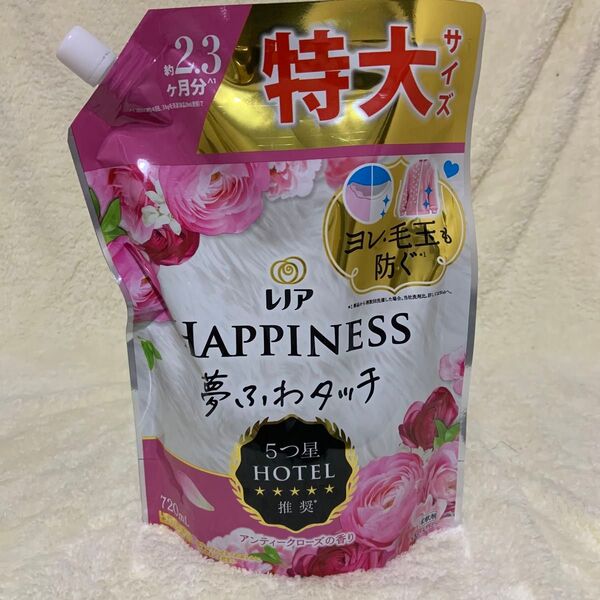 約2.3
ヶ月分
特大
サイズ
ヨレ・毛玉も
防ぐ
レノア
HAPPINESS
夢ふわタッチ
5つ星
HOTEL
★★★★★
推奨*
720mL
アンティークローズの香り